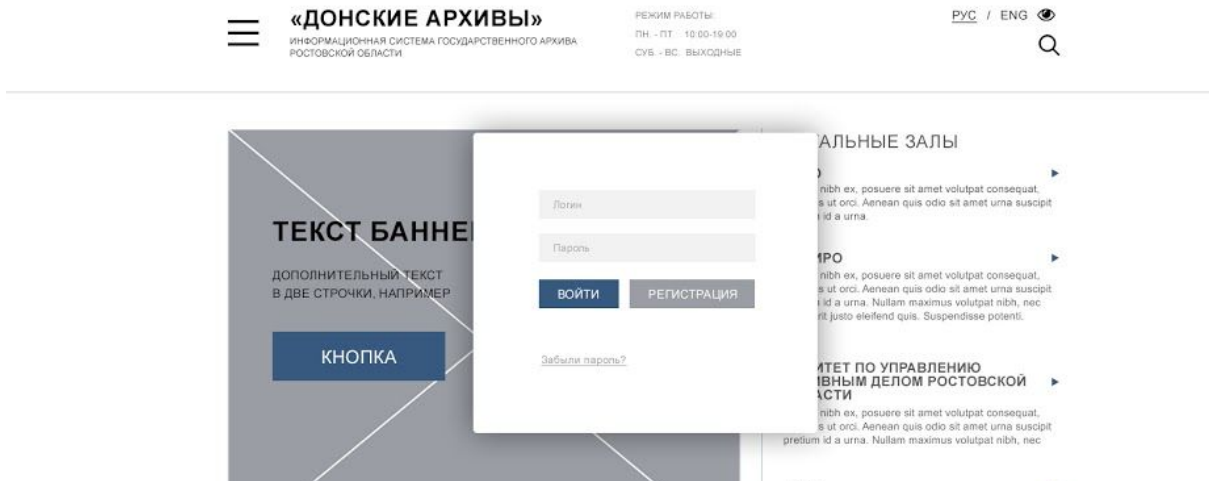 «ДОНСКИЕ АРХИВЫ»
ИНФОРМАЦИОННАЯ СИСТЕМА ГОСУДАРСТВЕННОГО АРХИВА
РОСТОВСКОЙ ОБЛАСТИ
РЕЖИМ РАБОТЫ:
ПН. - ПТ. 10:00-19:00
СУБ. - ВС. ВЫХОДНЫЕ
РУС / ENG
ТЕКСТ БАННЕ
ДОПОЛНИТЕЛЬНЫЙ ТЕКСТ
В ДВЕ СТРОЧКИ, НАПРИМЕР
КНОПКА
Логин
Пароль
ВОЙТИ РЕГИСТРАЦИЯ
Забыли пароль?
АЛЬНЫЕ ЗАЛЫ
nibh ex, posuere sit amet volutpat consequat,
s ut orci. Aenean quis odio sit amet urna suscipit
id a urna.
ИРО
nibh ex, posuere sit amet volutpat consequat,
s ut orci. Aenean quis odio sit amet urna suscipit
id a urna. Nullam maximus volutpat nibh, nec
rit justo eleifend quis. Suspendisse potenti.
ИТЕТ ПО УПРАВЛЕНИЮ
ИВНЫМ ДЕЛОМ РОСТОВСКОЙ
АСТИ
nibh ex, posuere sit amet volutpat consequat,
s ut orci. Aenean quis odio sit amet urna suscipit
pretium id a urna. Nullam maximus volutpat nibh, nec